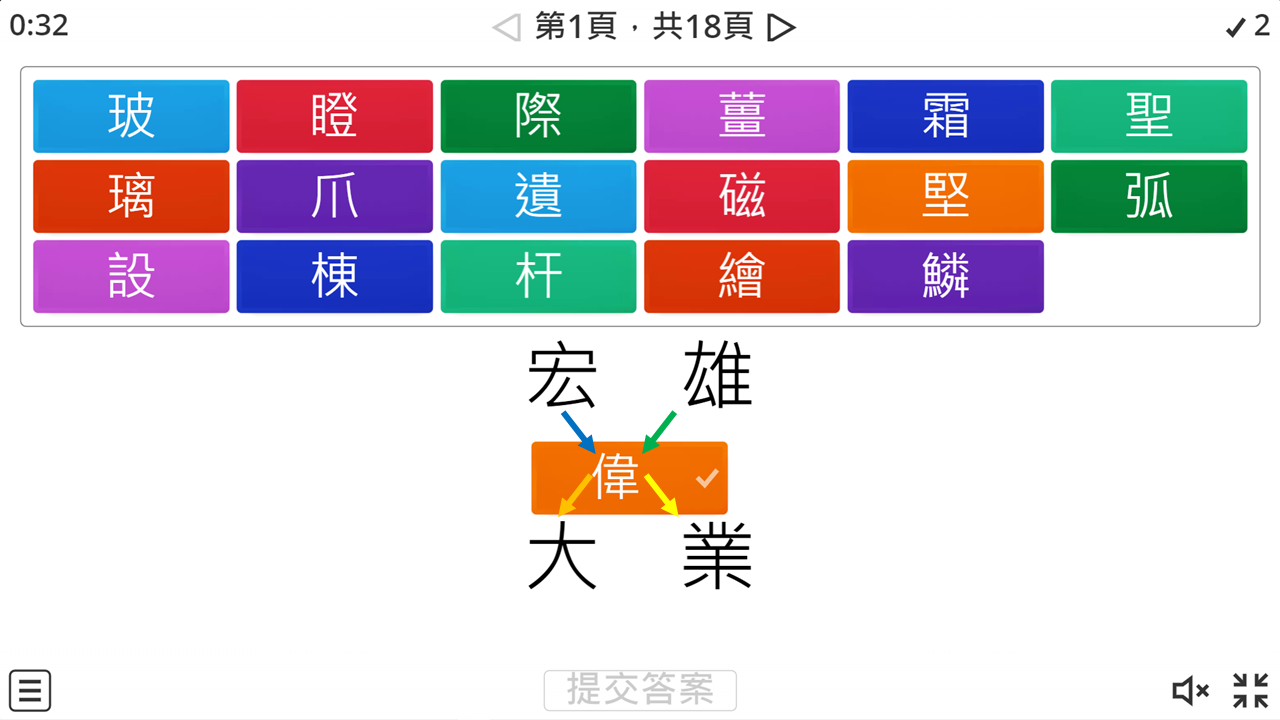 0:32 第1頁，共18頁 2
玻 瞪 際 薑 霜 聖
璃 爪 遺 磁 堅 弧
設 棟 杆 繪 鱗
宏 雄
偉
大 業
提交答案